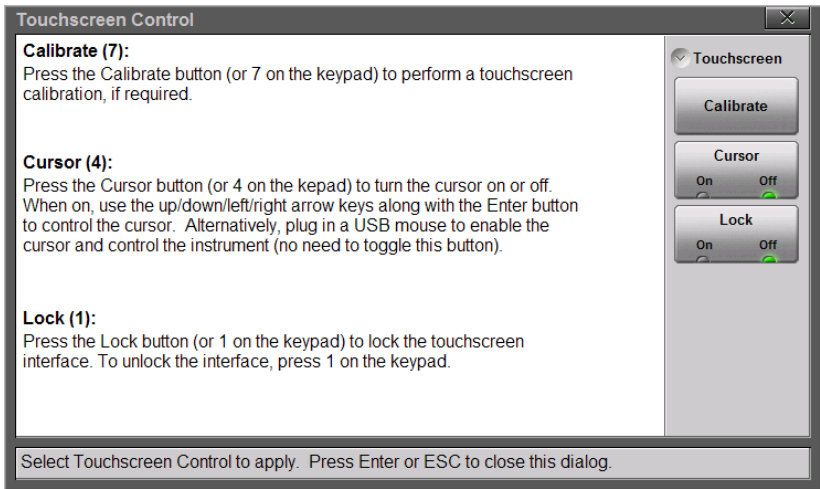 Touchscreen Control
Calibrate (7):
Press the Calibrate button (or 7 on the keypad) to perform a touchscreen
calibration, if required.
Cursor (4):
Press the Cursor button (or 4 on the kepad) to turn the cursor on or off.
When on, use the up/down/left/right arrow keys along with the Enter button
to control the cursor.  Alternatively, plug in a USB mouse to enable the
cursor and control the instrument (no need to toggle this button).
Lock (1):
Press the Lock button (or 1 on the keypad) to lock the touchscreen
interface. To unlock the interface, press 1 on the keypad.
Touchscreen
Calibrate
Cursor
On Off
Lock
On Off
Select Touchscreen Control to apply.  Press Enter or ESC to close this dialog.